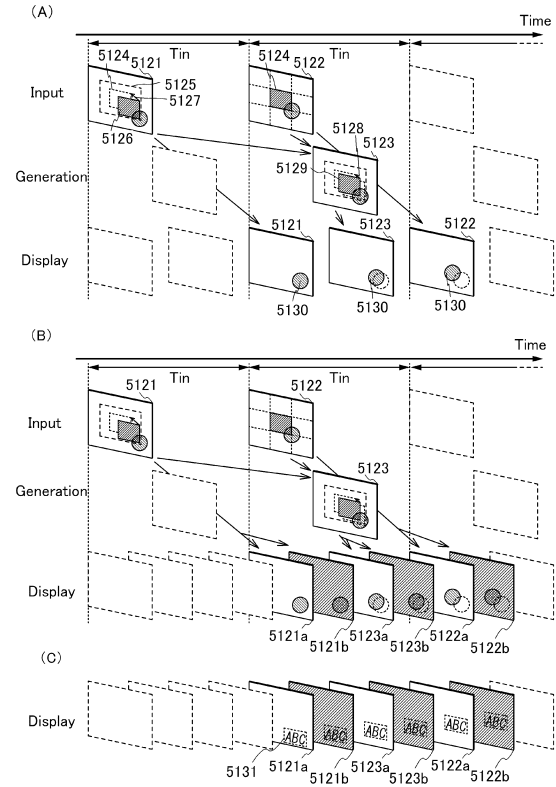 (A)
Time
Tin Tin
5124 5121 5124 5122
5125
5127
Input
5126
5128 5123
Generation
5129
5121 5123 5122
Display
5130 5130 5130
(B)
Time
Tin Tin
5121 5122
Input
5123
Generation
Display
5121a 5123a 5122a
5121b 5123b 5122b
(C)
Display
ABC ABC ABC ABC ABC ABC
5131 5121a 5123a 5122a
5121b 5123b 5122b